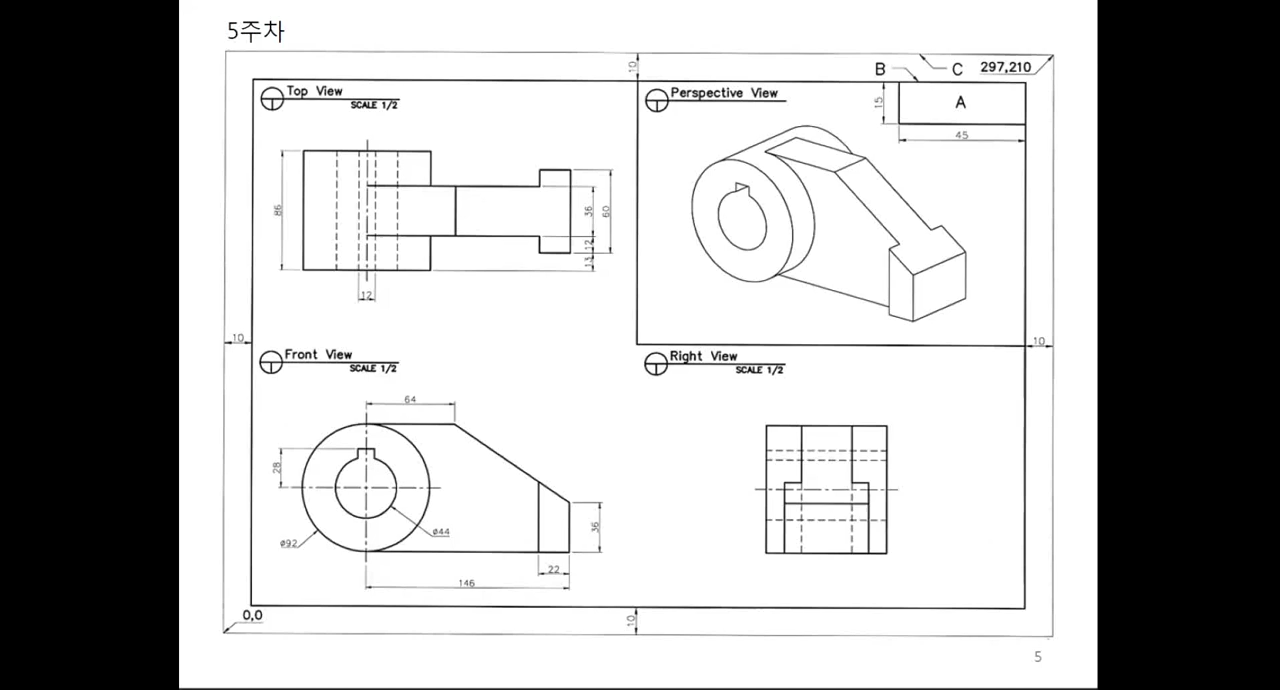 5주차
B
C
297,210
10
Top View
SCALE 1/2
Perspective View
15
A
45
86
36
60
12
13
12
10
10
Front View
SCALE 1/2
Right View
SCALE 1/2
64
28
ø44
ø92
36
22
146
0,0
10
5